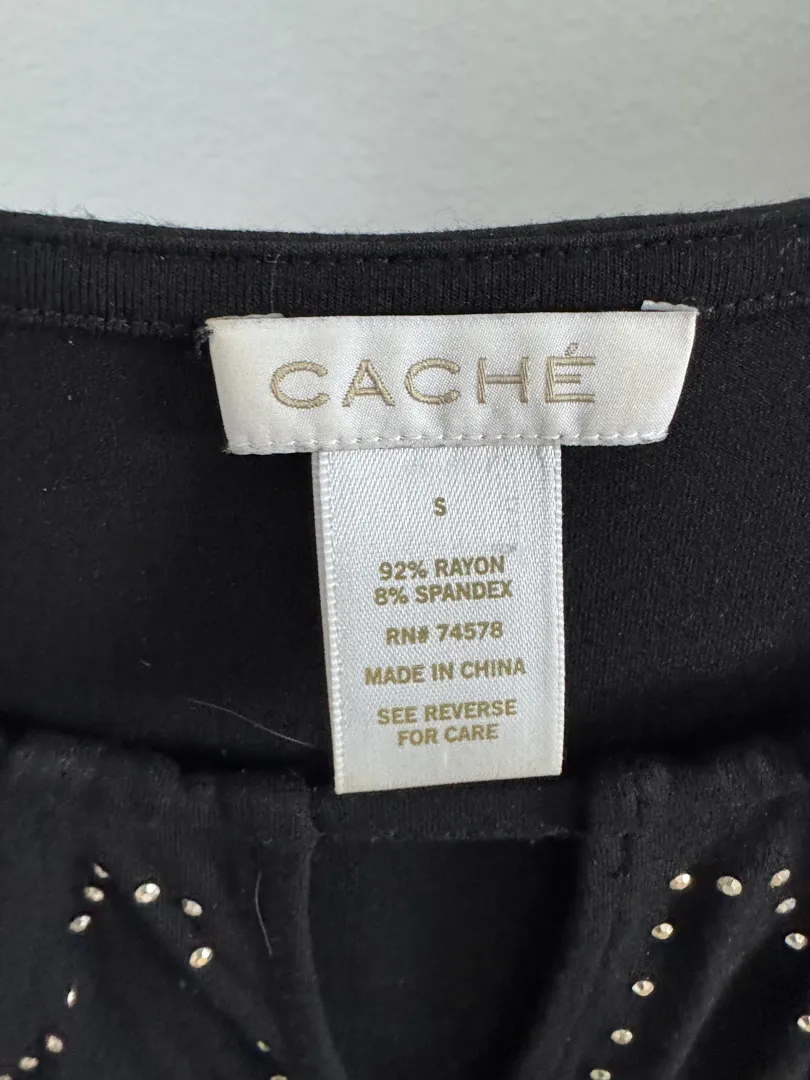 CACHÉ
S
92% RAYON
8% SPANDEX
RN# 74578
MADE IN CHINA
SEE REVERSE
FOR CARE